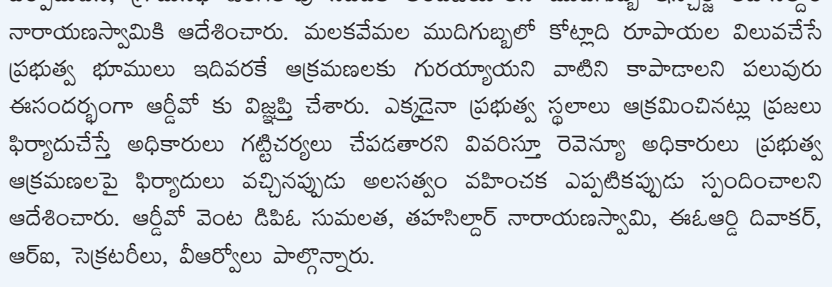 నారాయణస్వామికి ఆదేశించారు. మలకవేమల ముదిగుబ్బలో కోట్లాది రూపాయల విలువచేసే
ప్రభుత్వ భూములు ఇదివరకే ఆక్రమణలకు గురయ్యాయని వాటిని కాపాడాలని పలువురు
ఈసందర్భంగా ఆర్డీవో కు విజ్ఞప్తి చేశారు. ఎక్కడైనా ప్రభుత్వ స్థలాలు ఆక్రమించినట్లు ప్రజలు
ఫిర్యాదుచేస్తే అధికారులు గట్టిచర్యలు చేపడతారని వివరిస్తూ రెవెన్యూ అధికారులు ప్రభుత్వ
ఆక్రమణలపై ఫిర్యాదులు వచ్చినప్పుడు అలసత్వం వహించక ఎప్పటికప్పుడు స్పందించాలని
ఆదేశించారు. ఆర్డీవో వెంట డిపిఓ సుమలత, తహసిల్దార్ నారాయణస్వామి, ఈఓఆర్డి దివాకర్,
ఆర్ఐ, సెక్రటరీలు, వీఆర్వోలు పాల్గొన్నారు.